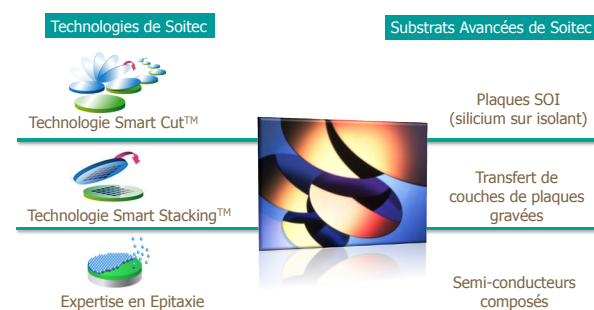 Technologies de Soitec
Substrats Avancées de Soitec
Technologie Smart Cut™
Plaques SOI
(silicium sur isolant)
Technologie Smart Stacking™
Transfert de
couches de plaques
gravées
Expertise en Epitaxie
Semi-conducteurs
composés